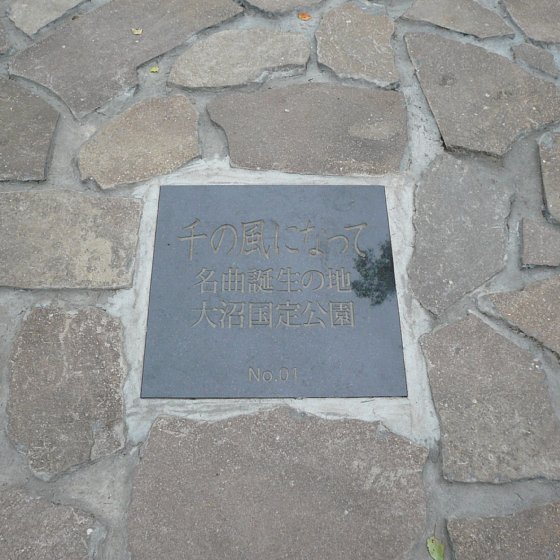 千の風になって
名曲誕生の地
大沼国定公園
No.01